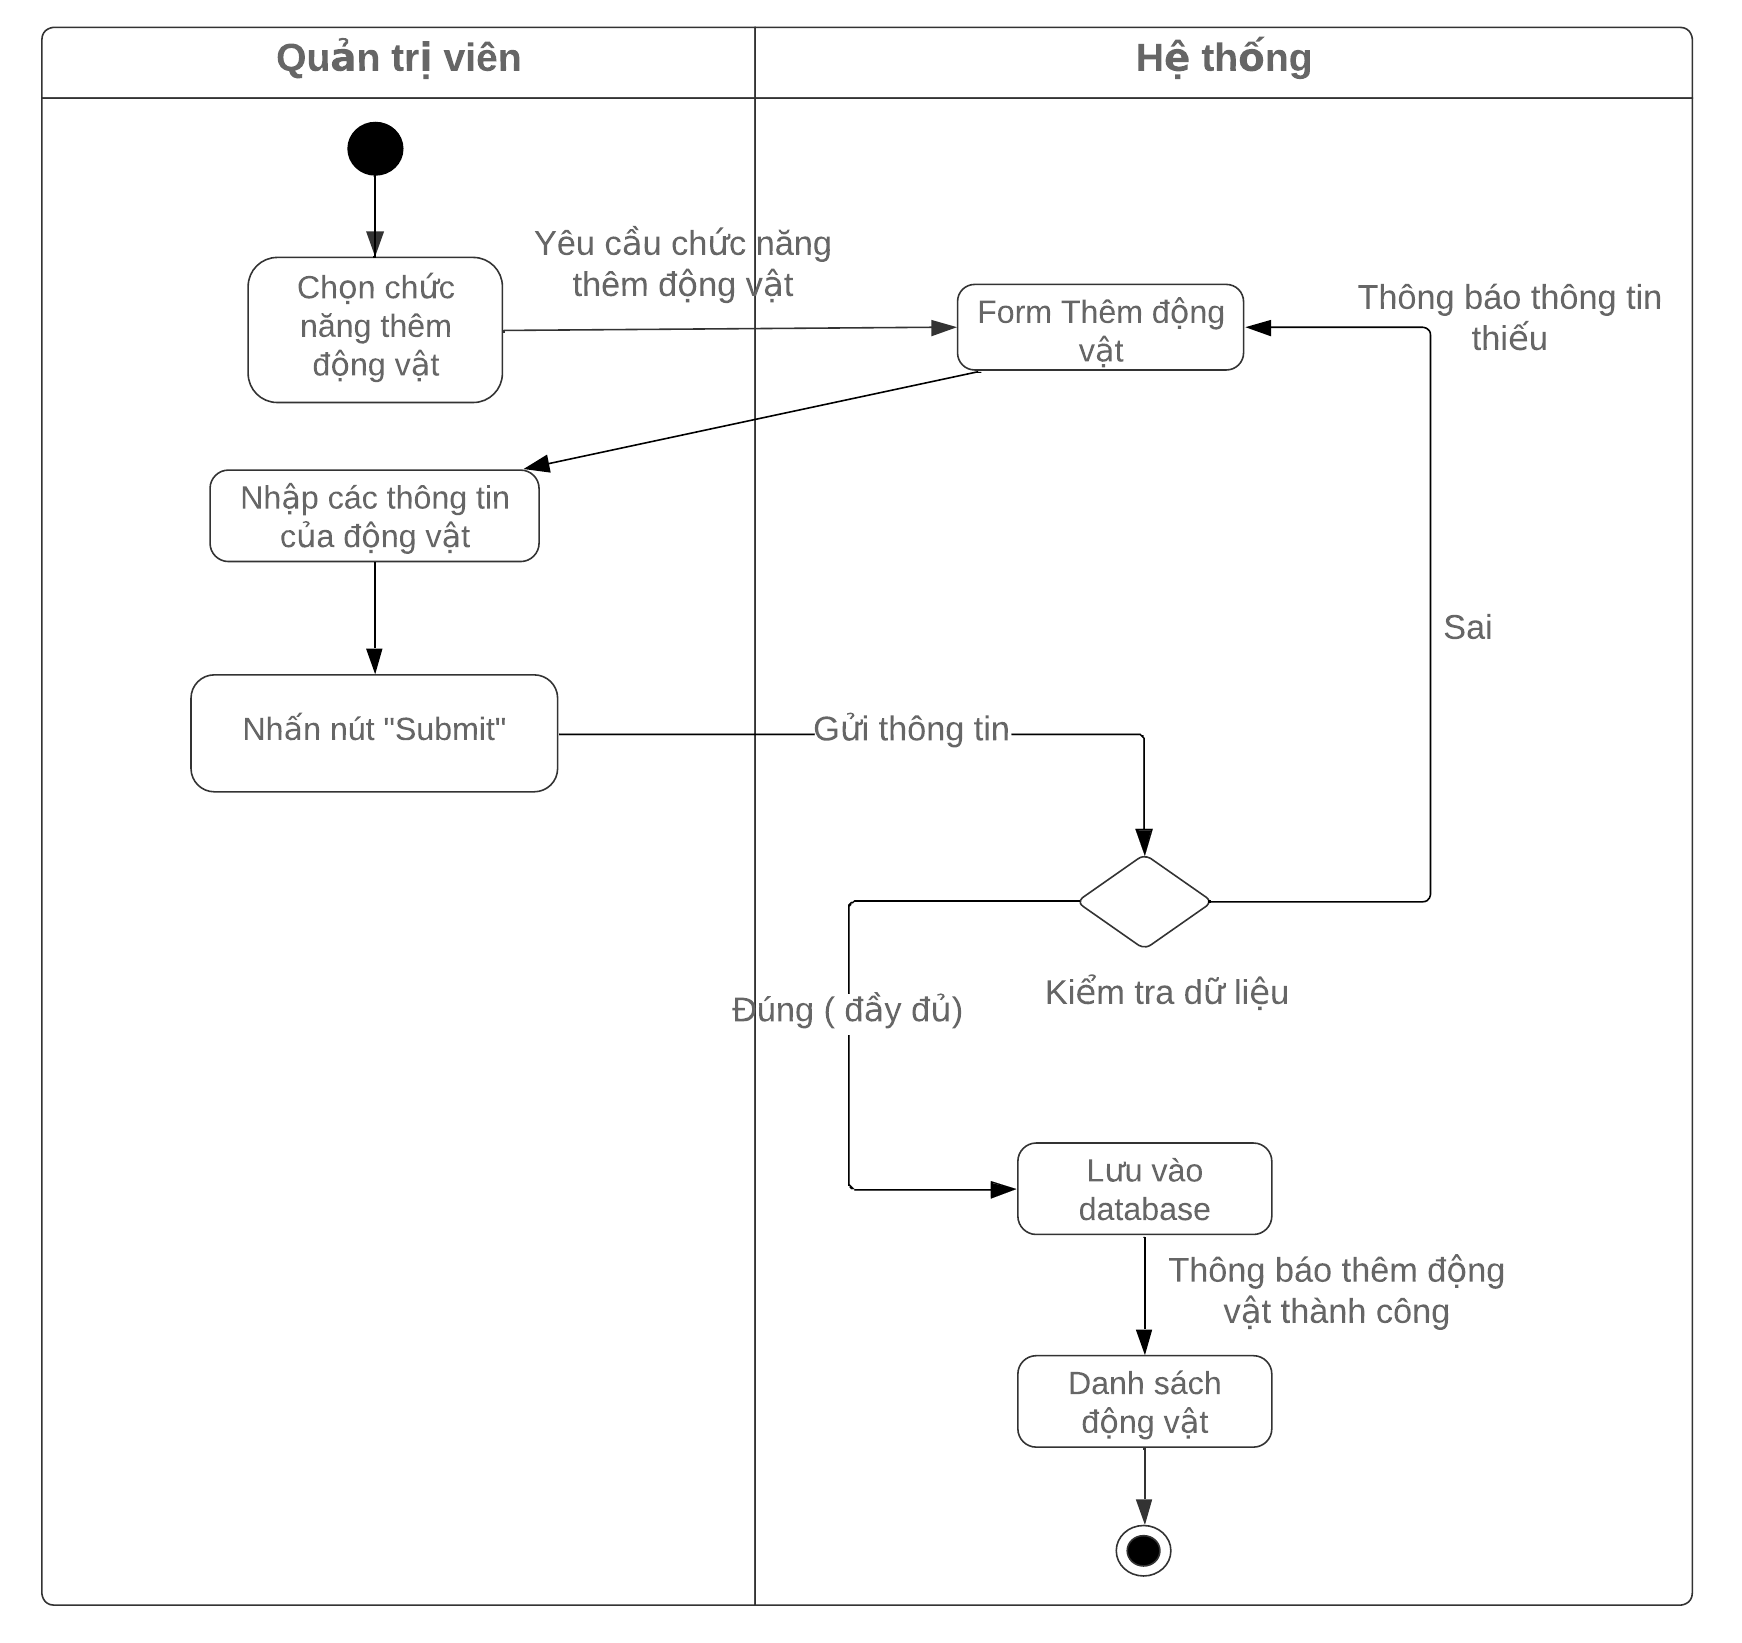 Quản trị viên
Hệ thống
Yêu cầu chức năng
thêm động vật
Chọn chức
năng thêm
động vật
Form Thêm động
vật
Thông báo thông tin
thiếu
Nhập các thông tin
của động vật
Sai
Nhấn nút "Submit"
Gửi thông tin
Kiểm tra dữ liệu
Đúng ( đầy đủ)
Lưu vào
database
Thông báo thêm động
vật thành công
Danh sách
động vật